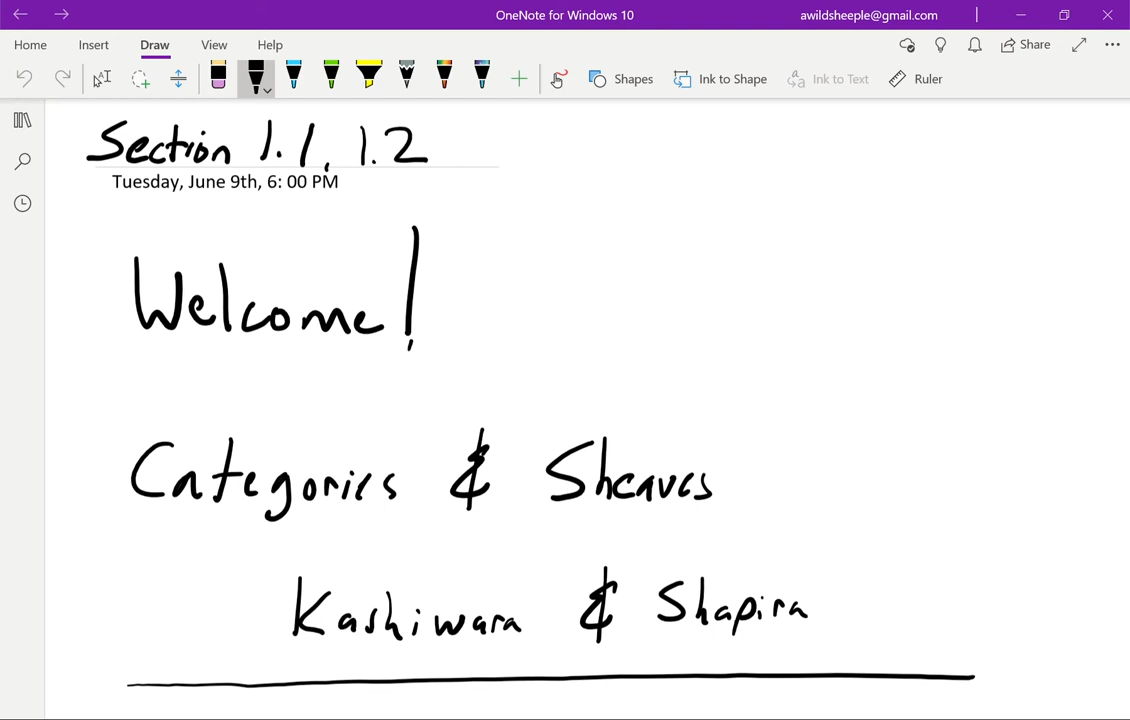 OneNote for Windows 10
awildsheeple@gmail.com
Home Insert Draw View Help
Share
Shapes Ink to Shape Ink to Text Ruler
Section 1.1, 1.2
Tuesday, June 9th, 6: 00 PM
Welcome!
Categories & Sheaves
Kashiwara & Shapira